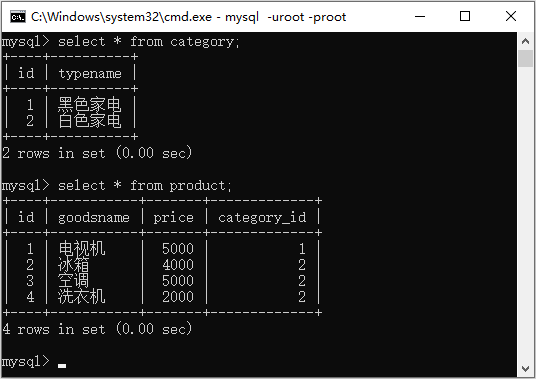 C:\Windows\system32\cmd.exe - mysql  -uroot -proot
mysql> select * from category;
+----+----------+
| id | typename |
+----+----------+
|  1 | 黑色家电 |
|  2 | 白色家电 |
+----+----------+
2 rows in set (0.00 sec)
mysql> select * from product;
+----+-----------+-------+-------------+
| id | goodsname | price | category_id |
+----+-----------+-------+-------------+
|  1 | 电视机    |  5000 |           1 |
|  2 | 冰箱      |  4000 |           2 |
|  3 | 空调      |  5000 |           2 |
|  4 | 洗衣机    |  2000 |           2 |
+----+-----------+-------+-------------+
4 rows in set (0.00 sec)
mysql>